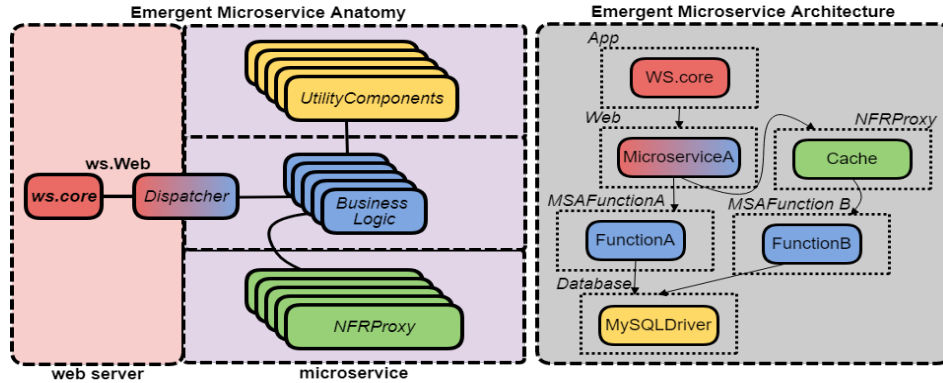 Emergent Microservice Anatomy
UtilityComponents
ws.Web
ws.core
Dispatcher
Business
Logic
NFRProxy
web server
microservice
Emergent Microservice Architecture
App
WS.core
Web
MicroserviceA
NFRProxy
Cache
MSAFunctionA
FunctionA
MSAFunction B
FunctionB
Database
MySQLDriver